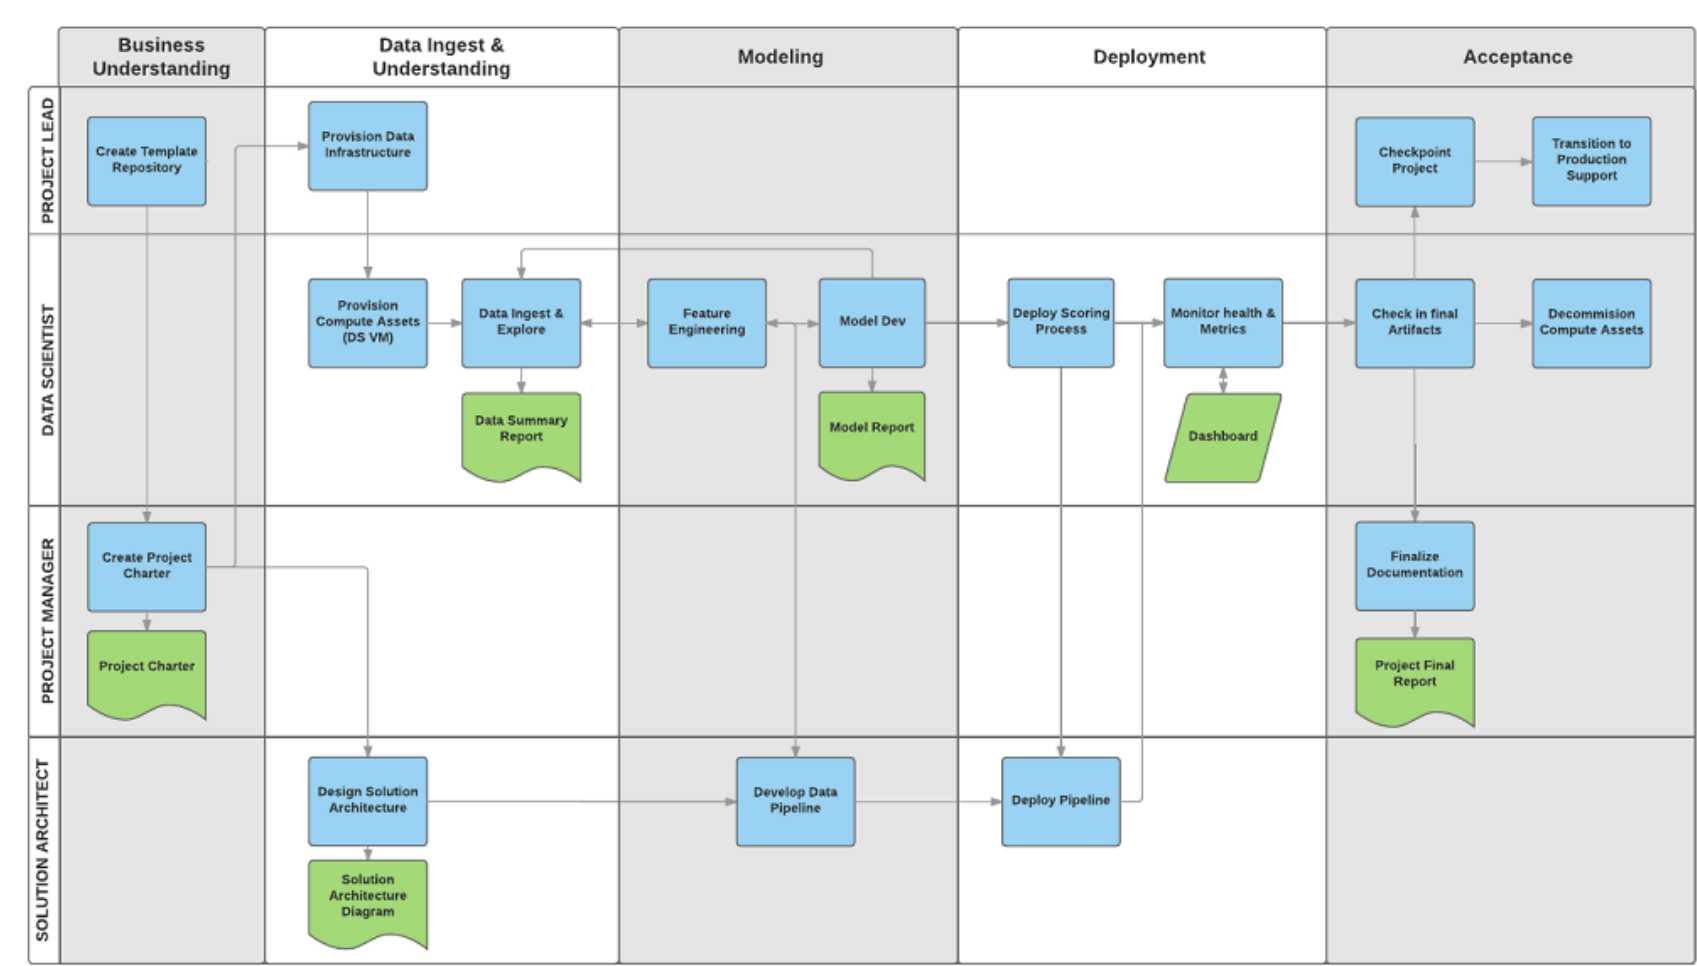 Business
Understanding
Data Ingest &
Understanding
Modeling
Deployment
Acceptance
PROJECT LEAD
Create Template
Repository
Provision Data
Infrastructure
Checkpoint
Project
Transition to
Production
Support
DATA SCIENTIST
Provision
Compute Assets
(DS VM)
Data Ingest &
Explore
Feature
Engineering
Model Dev
Deploy Scoring
Process
Monitor health &
Metrics
Check in final
Artifacts
Decommision
Compute Assets
Data Summary
Report
Model Report
Dashboard
PROJECT MANAGER
Create Project
Charter
Finalize
Documentation
Project Charter
Project Final
Report
SOLUTION ARCHITECT
Design Solution
Architecture
Develop Data
Pipeline
Deploy Pipeline
Solution
Architecture
Diagram